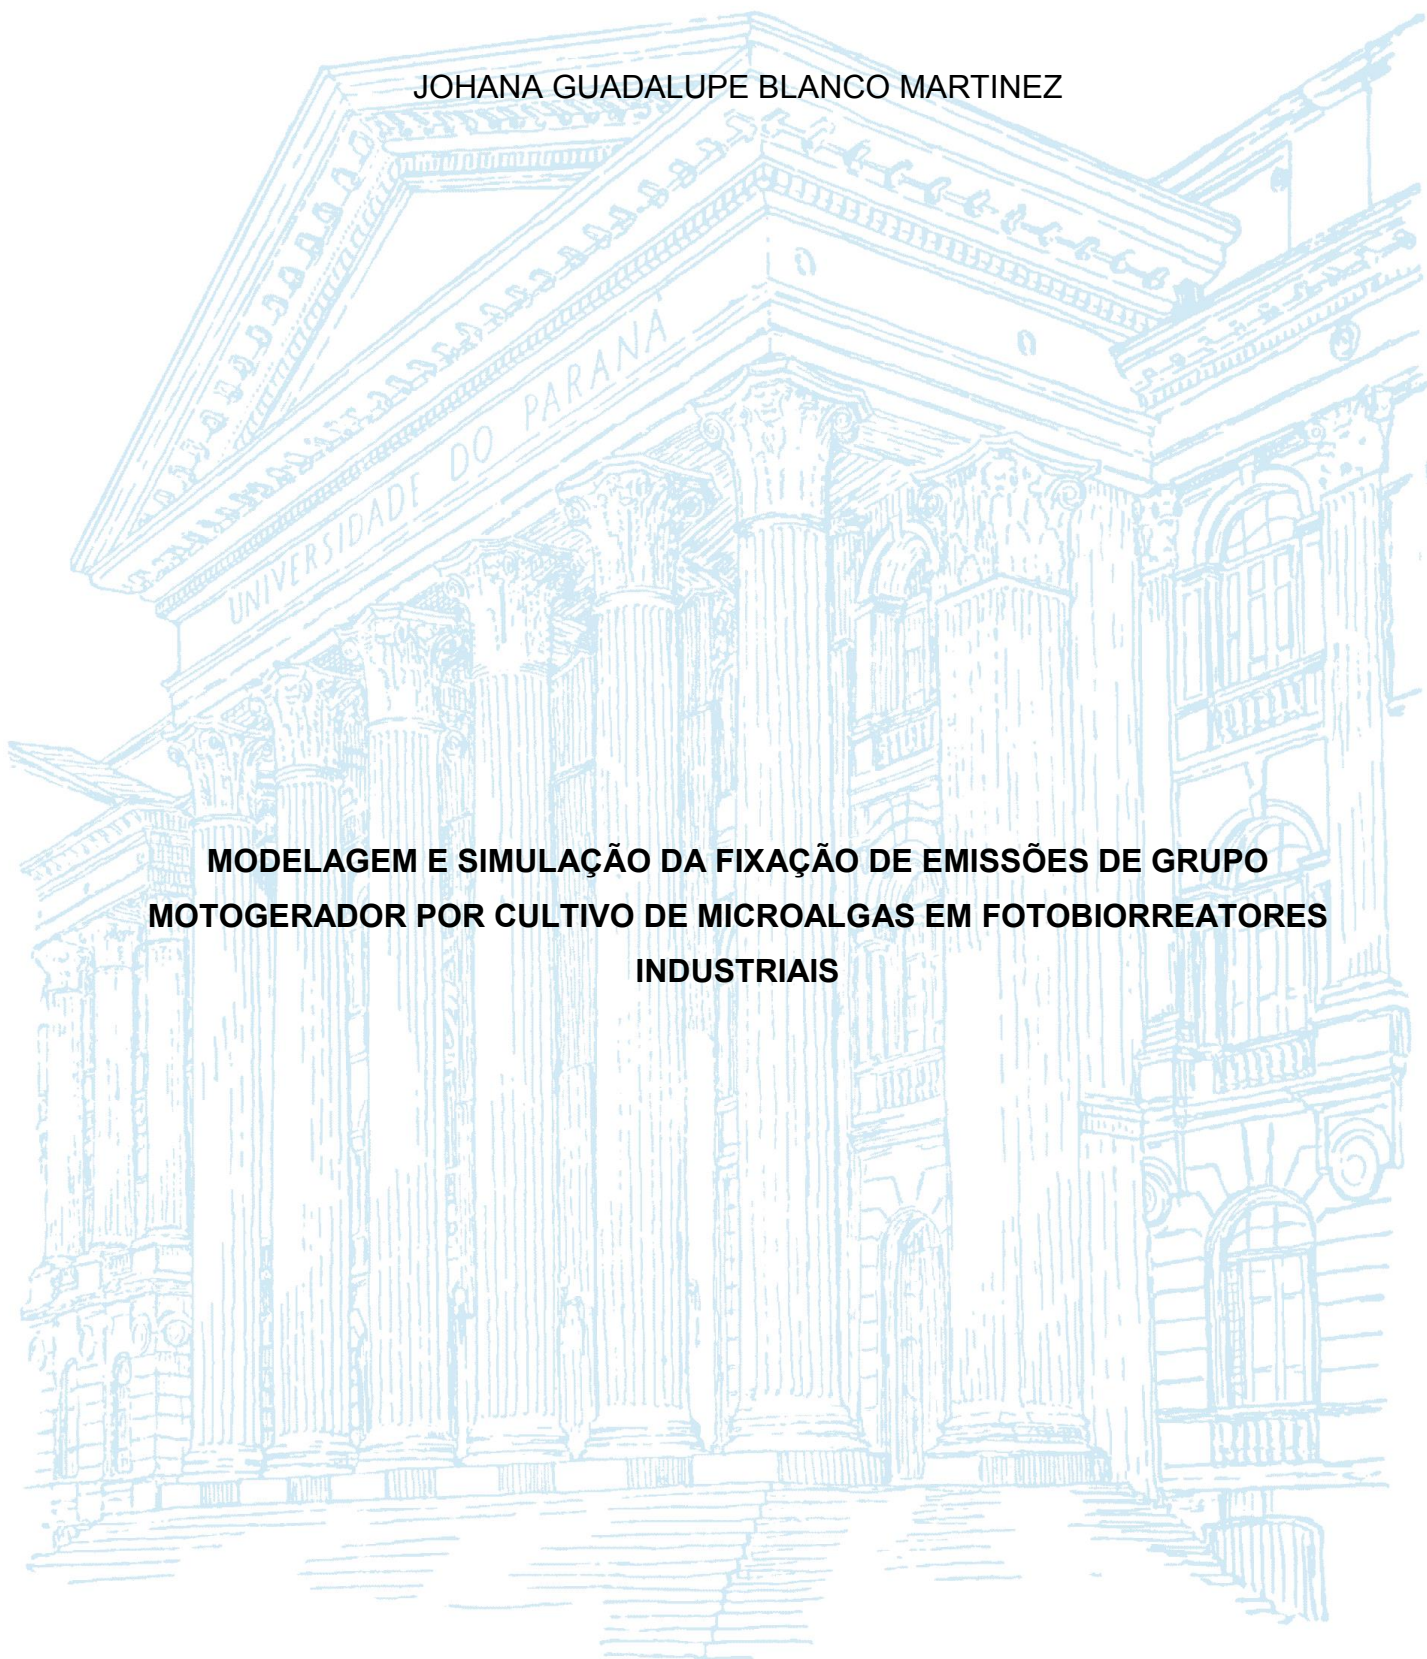 JOHANA GUADALUPE BLANCO MARTINEZ
UNIVERSIDADE DO PARANÁ
MODELAGEM E SIMULAÇÃO DA FIXAÇÃO DE EMISSÕES DE GRUPO
MOTOGERADOR POR CULTIVO DE MICROALGAS EM FOTOBIORREATORES
INDUSTRIAIS